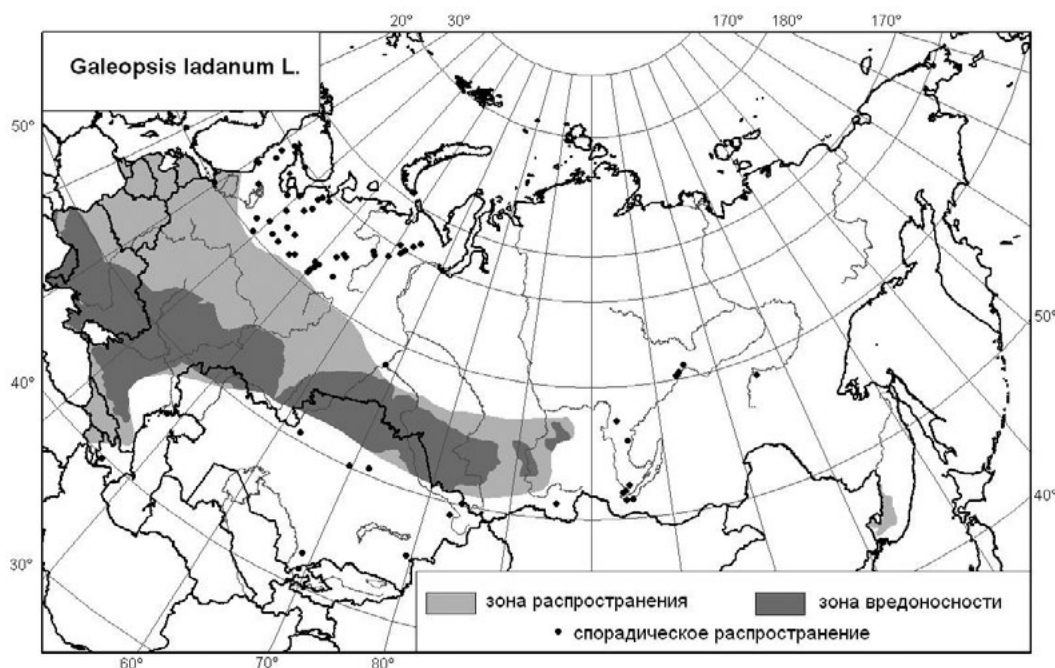 20° 30° 170° 180° 170°
Galeopsis ladanum L.
50°
50°
40°
40°
30°
зона распространения зона вредоносности
спорадическое распространение
60° 70° 80°